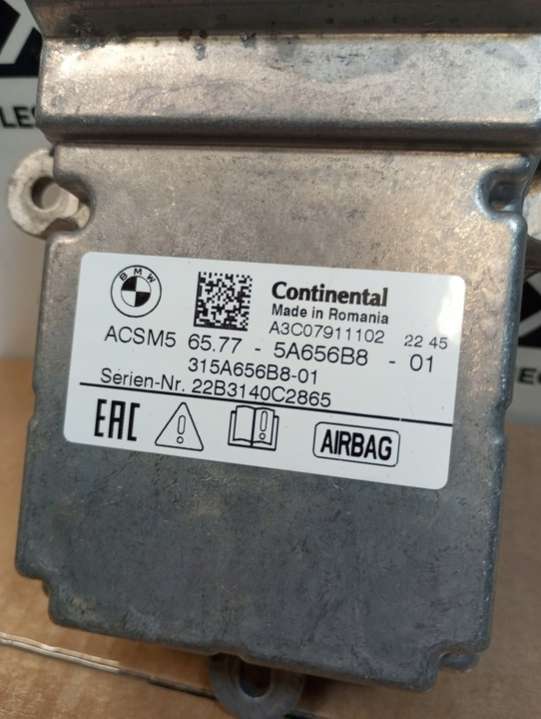 BMW
Continental
Made in Romania
A3C07911102 22 45
ACSM5 65.77 - 5A656B8 - 01
315A656B8-01
Serien-Nr. 22B3140C2865
EAC
AIRBAG